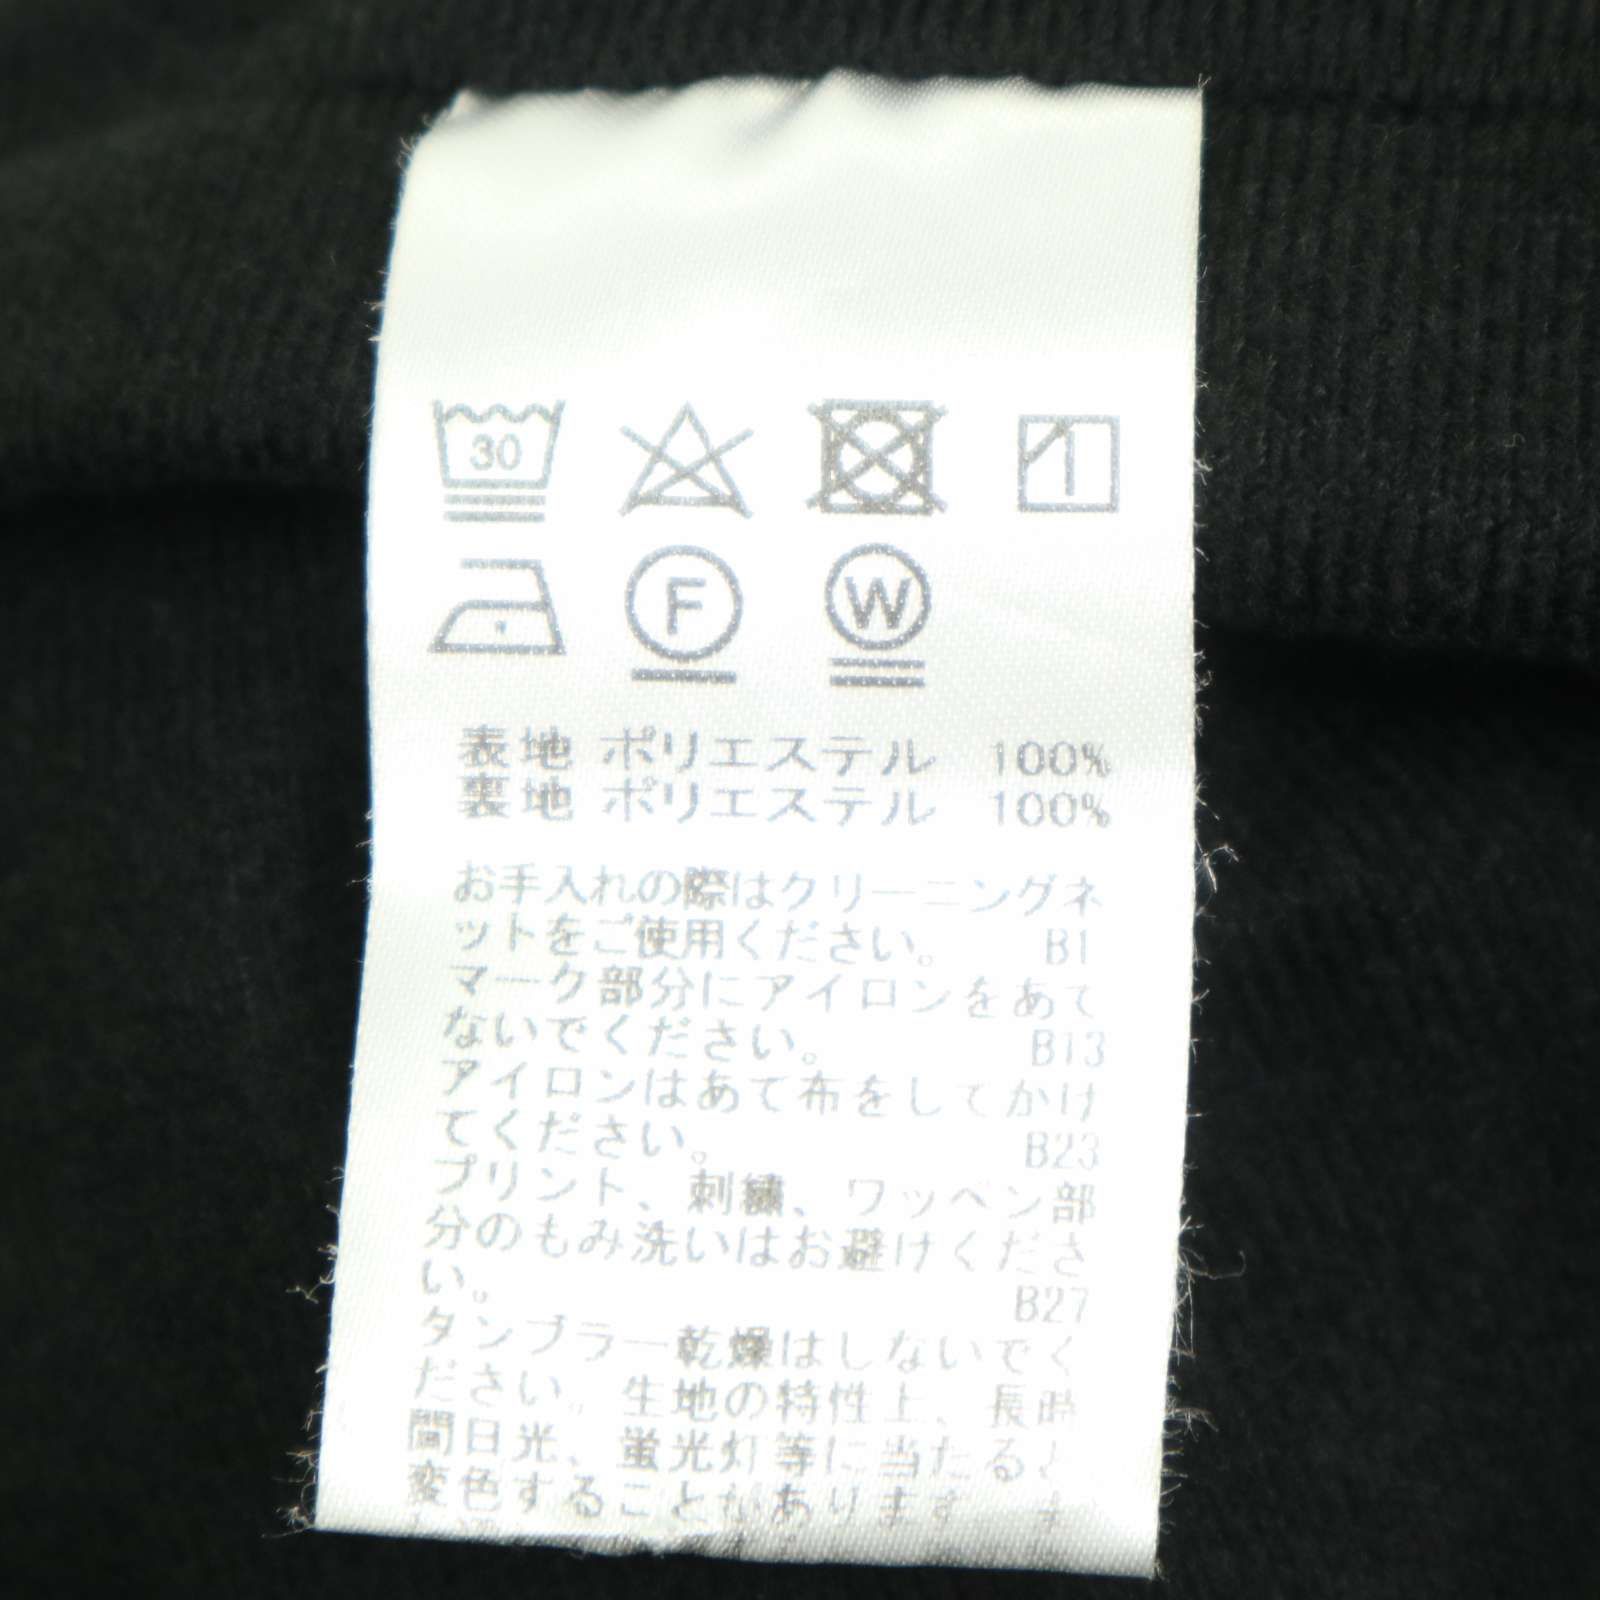 30
F W
表地 ポリエステル 100%
裏地 ポリエステル 100%
お手入れの際はクリーニングネ
ットをご使用ください。 B1
マーク部分にアイロンをあて
ないでください。 B13
アイロンはあて布をしてかけ
てください。 B23
プリント、刺繍、ワッペン部
分のもみ洗いはお避けくださ
い。 B27
タンブラー乾燥はしないでく
ださい。生地の特性上、長時
間日光、蛍光灯等に当たる
変色することがあります